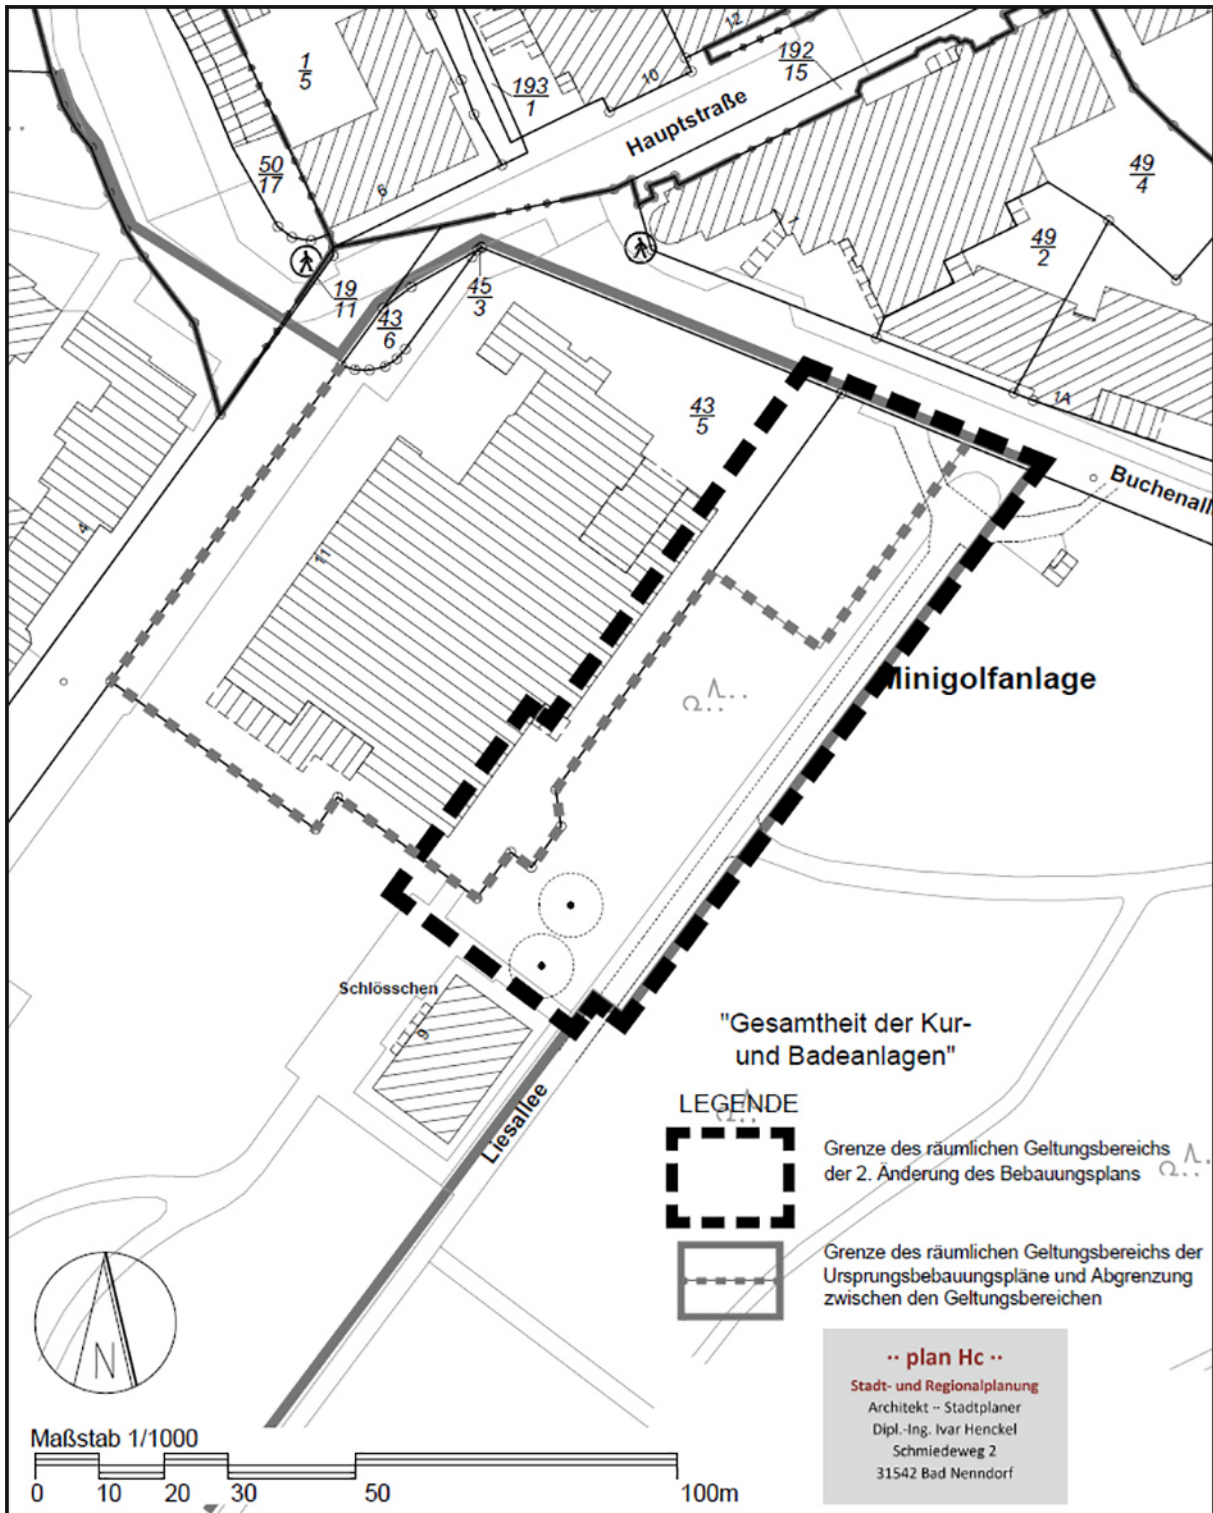 12
1
5
193
1
10
192
15
Hauptstraße
50
17
6
49
4
1
49
2
19
11
43
6
45
3
43
5
1A
Buchenall
4
11
Minigolfanlage
Schlösschen
9
Liesallee
"Gesamtheit der Kur-
und Badeanlagen"
LEGENDE
Grenze des räumlichen Geltungsbereichs
der 2. Änderung des Bebauungsplans
Grenze des räumlichen Geltungsbereichs der
Ursprungsbebauungspläne und Abgrenzung
zwischen den Geltungsbereichen
N
·· plan Hc ··
Stadt- und Regionalplanung
Architekt -- Stadtplaner
Dipl.-Ing. Ivar Henckel
Schmiedeweg 2
31542 Bad Nenndorf
Maßstab 1/1000
0 10 20 30 50 100m